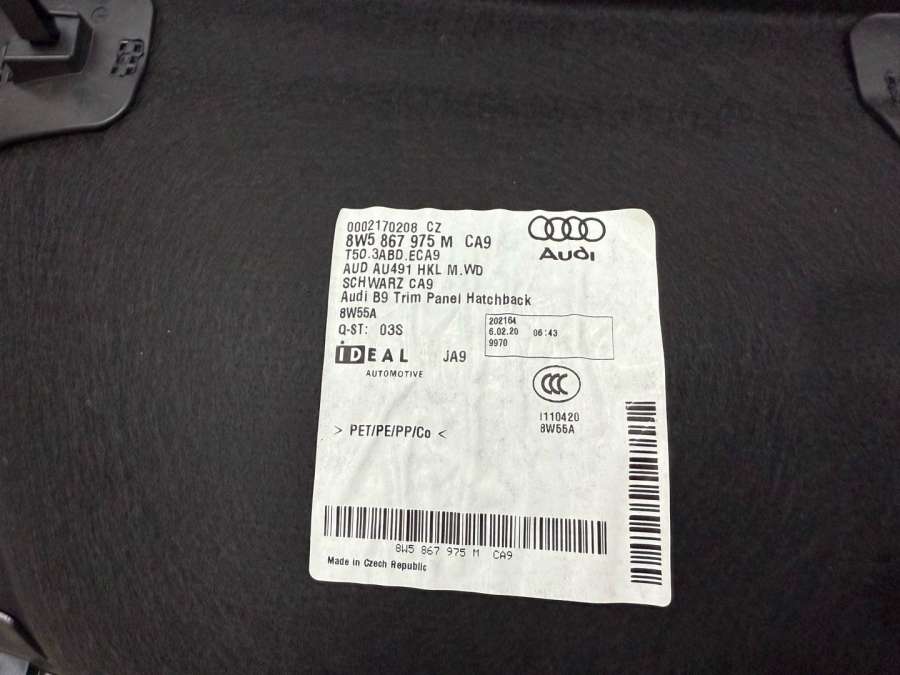 0002170208 CZ
8W5 867 975 M CA9
T50.3ABD.ECA9
AUD AU491 HKL M.WD
SCHWARZ CA9
Audi B9 Trim Panel Hatchback
8W55A
Q-ST: 03S
IDEAL JA9
AUTOMOTIVE
> PET/PE/PP/Co <
Audi
202164
6.02.20 06:43
9970
CCC
I110420
8W55A
8W5 867 975 M CA9
Made in Czech Republic